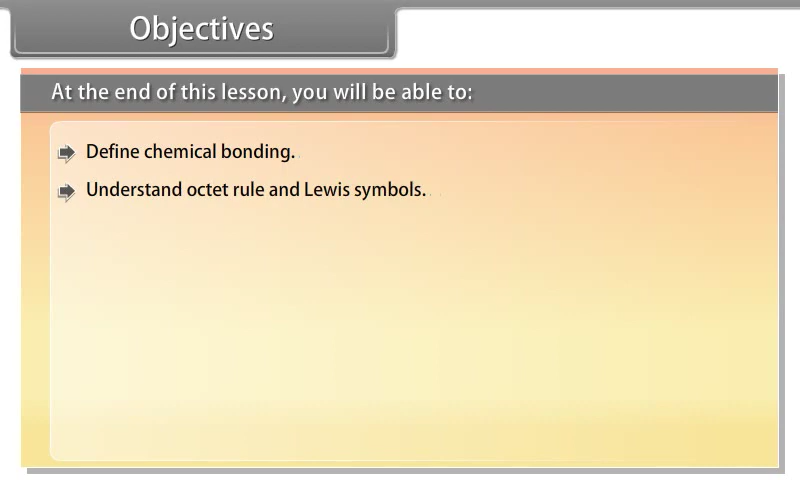 Objectives
At the end of this lesson, you will be able to:
Define chemical bonding.
Understand octet rule and Lewis symbols.